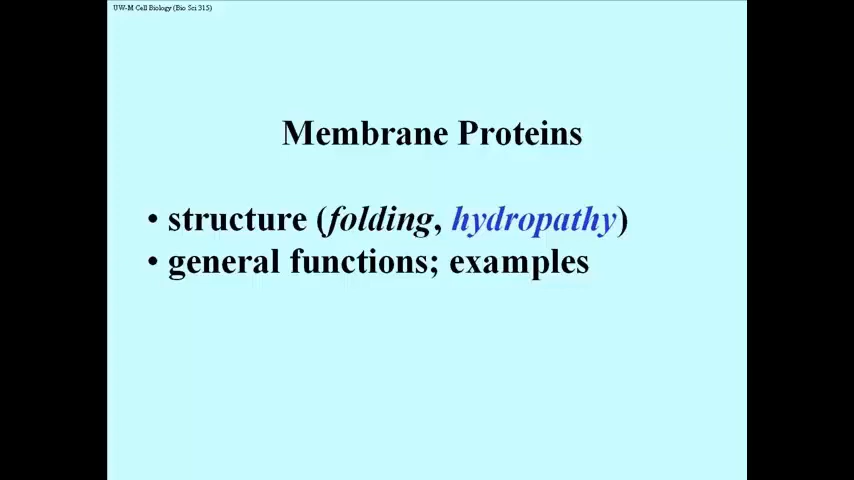 UW-M Cell Biology (Bio Sci 315)
Membrane Proteins
• structure (folding, hydropathy)
• general functions; examples